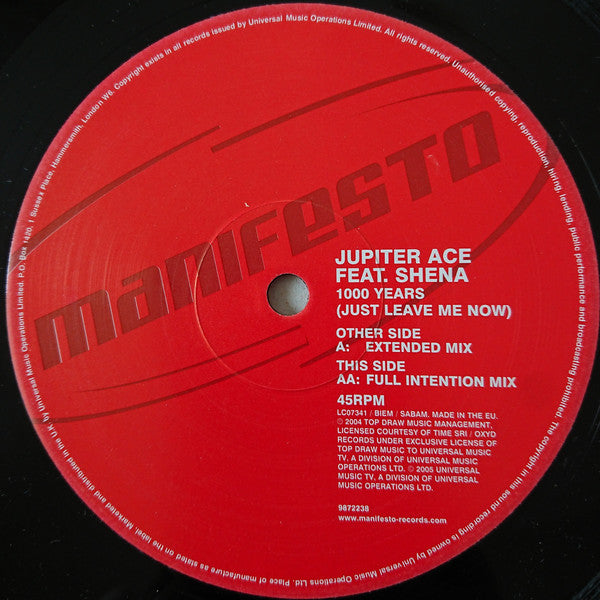 manifesto
JUPITER ACE
FEAT. SHENA
1000 YEARS
(JUST LEAVE ME NOW)
OTHER SIDE
A: EXTENDED MIX
THIS SIDE
AA: FULL INTENTION MIX
45RPM
LC07341 / BIEM / SABAM. MADE IN THE EU.
℗ 2004 TOP DRAW MUSIC MANAGEMENT,
LICENSED COURTESY OF TIME SRI / OXYD
RECORDS UNDER EXCLUSIVE LICENSE OF
TOP DRAW MUSIC TO UNIVERSAL MUSIC
TV, A DIVISION OF UNIVERSAL MUSIC
OPERATIONS LTD. © 2005 UNIVERSAL
MUSIC TV, A DIVISION OF UNIVERSAL MUSIC
OPERATIONS LTD.
9872238
www.manifesto-records.com
Marketed and distributed in the U.K by Universal Music Operations Limited. P.O. Box 1420, 1 Sussex Place, Hammersmith, London W6. Copyright exists in all records issued by Universal Music Operations Limited. All rights reserved. Unauthorised copying, reproduction, hiring, lending, public performance and broadcasting prohibited. The copyright in this sound recording is owned by Universal Music Operations Ltd. Place of manufacture as stated on the label.